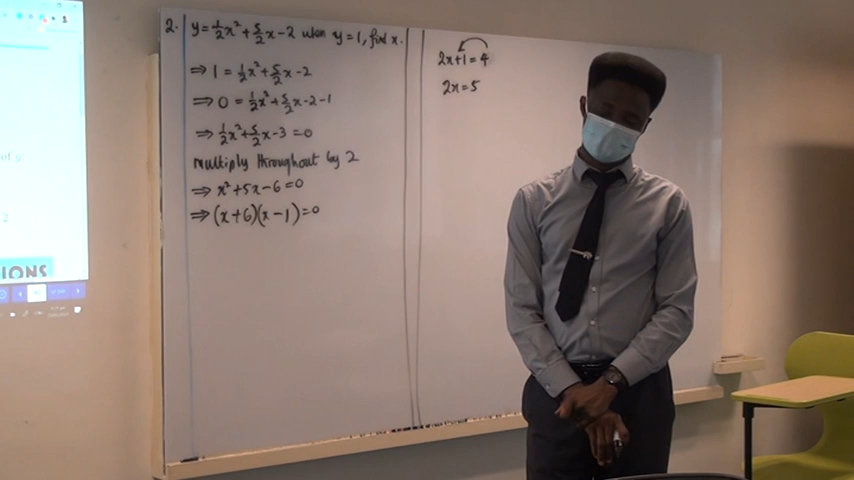 2. y=½x²+5/2x-2 when y=1, find x.
⇒ 1 = ½x²+5/2x-2
⇒ 0 = ½x²+5/2x-2-1
⇒ ½x²+5/2x-3 =0
multiply throughout by 2
⇒ x²+5x-6=0
⇒ (x+6)(x-1)=0
2x+1=4
2x=5
of y
2
IONS